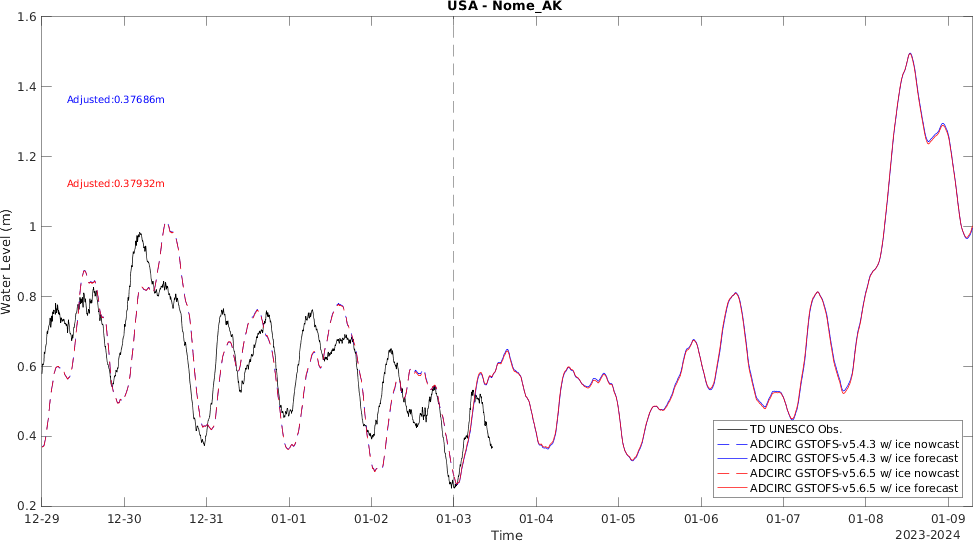 USA - Nome_AK
1.6
1.4
1.2
1
0.8
0.6
0.4
0.2
Water Level (m)
Adjusted:0.37686m
Adjusted:0.37932m
TD UNESCO Obs.
ADCIRC GSTOFS-v5.4.3 w/ ice nowcast
ADCIRC GSTOFS-v5.4.3 w/ ice forecast
ADCIRC GSTOFS-v5.6.5 w/ ice nowcast
ADCIRC GSTOFS-v5.6.5 w/ ice forecast
12-29 12-30 12-31 01-01 01-02 01-03 01-04 01-05 01-06 01-07 01-08 01-09
Time
2023-2024